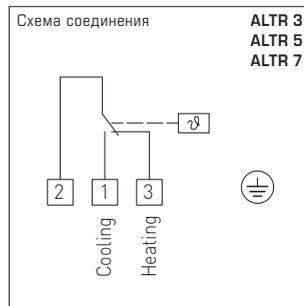 Схема соединения
ALTR 3
ALTR 5
ALTR 7
ϑ
2
1
3
Cooling
Heating